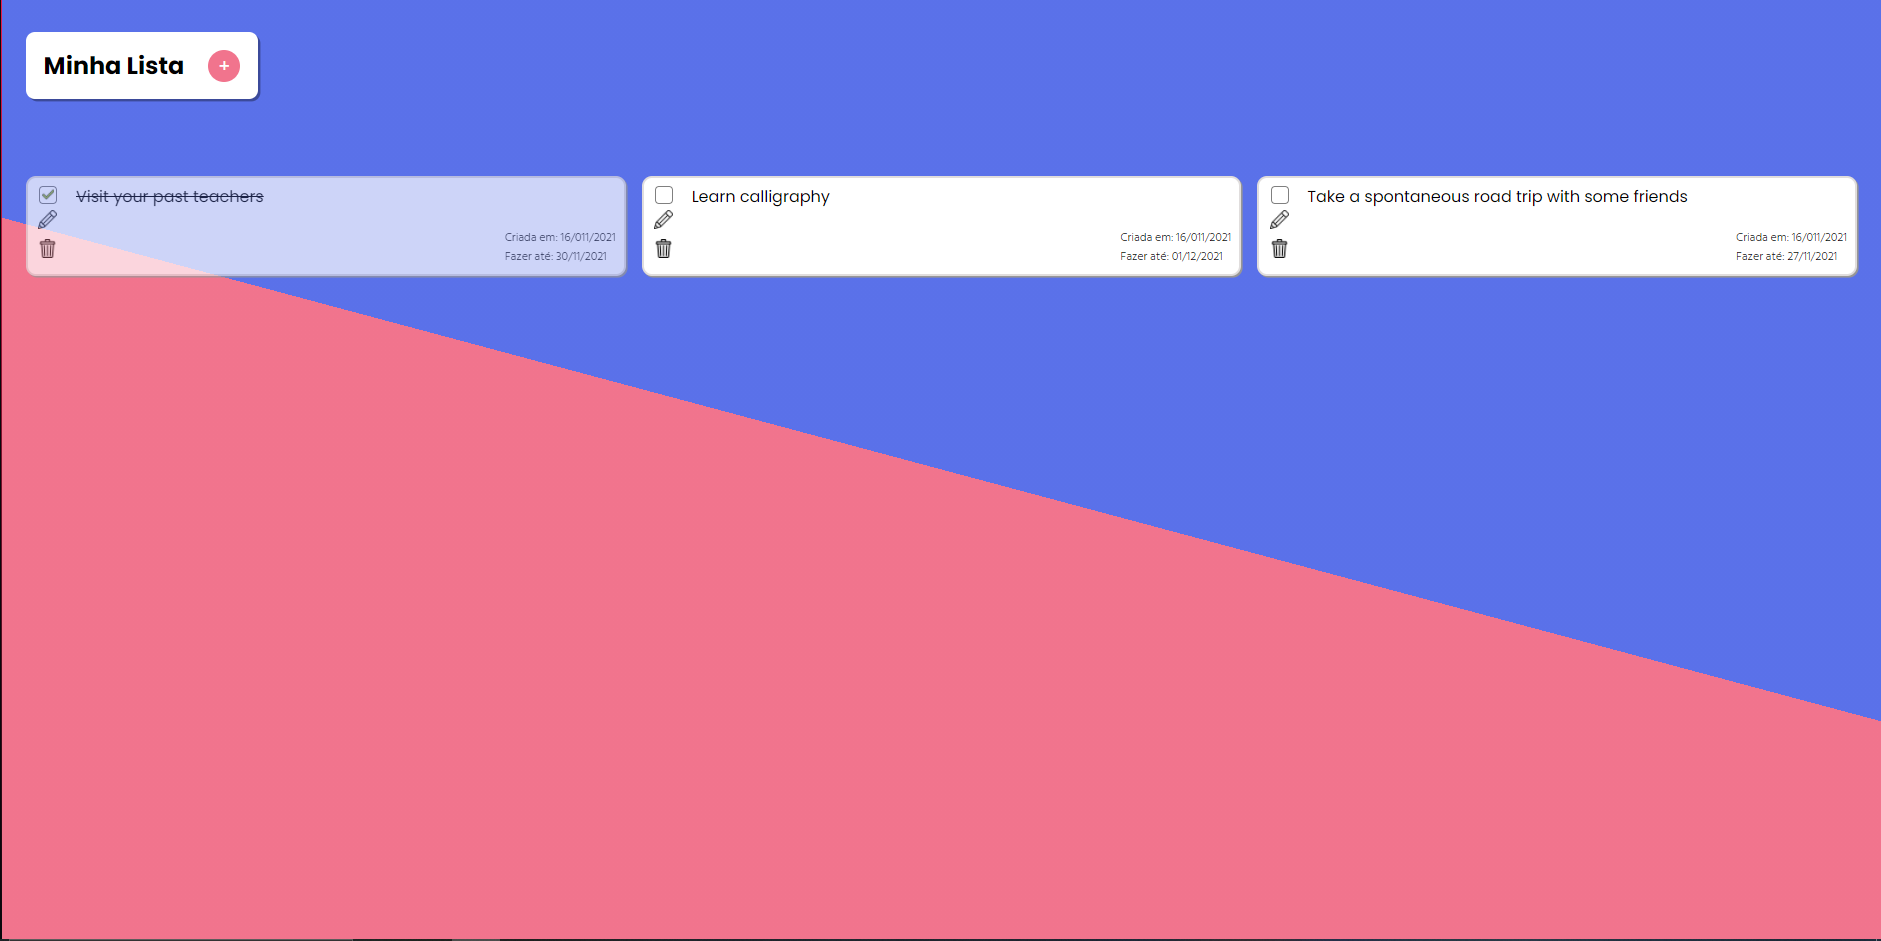 Minha Lista +
Visit your past teachers
Criada em: 16/011/2021
Fazer até: 30/11/2021
Learn calligraphy
Criada em: 16/011/2021
Fazer até: 01/12/2021
Take a spontaneous road trip with some friends
Criada em: 16/011/2021
Fazer até: 27/11/2021